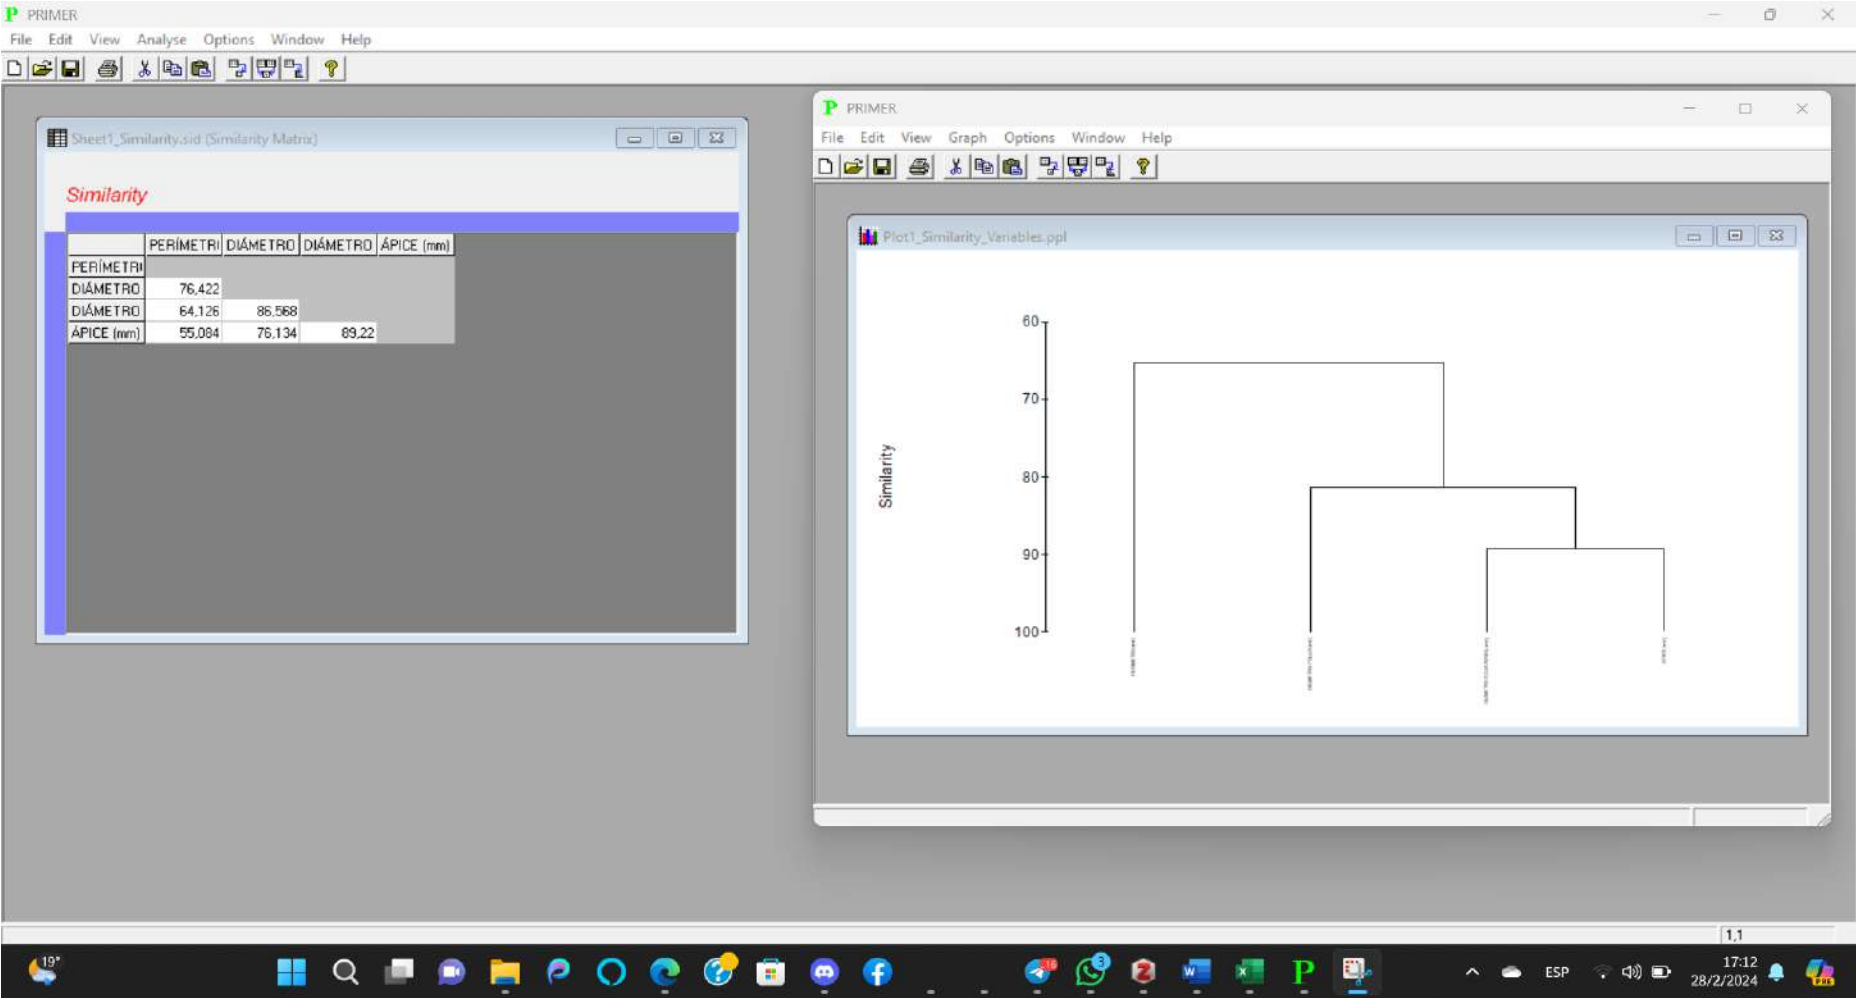 PRIMER
File Edit View Analyse Options Window Help
Sheet1_Similarity.sid (Similarity Matrix)
Similarity
PERÍMETRI DIÁMETRO DIÁMETRO ÁPICE (mm)
PERÍMETRI
DIÁMETRO 76,422
DIÁMETRO 64,126 86,568
ÁPICE (mm) 55,084 76,134 89,22
PRIMER
File Edit View Graph Options Window Help
Plot1_Similarity_Variables.ppl
60
70
80
90
100
Similarity
1,1
19°
16
3
ESP
17:12
28/2/2024
PRE